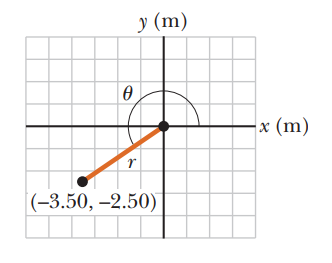 y (m)
θ
x (m)
r
(–3.50, –2.50)